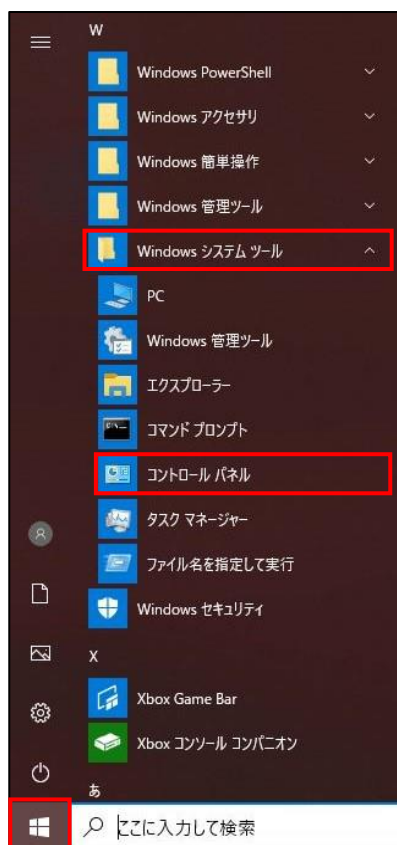 W
Windows PowerShell
Windows アクセサリ
Windows 簡単操作
Windows 管理ツール
Windows システム ツール
PC
Windows 管理ツール
エクスプローラー
コマンド プロンプト
コントロール パネル
タスク マネージャー
ファイル名を指定して実行
Windows セキュリティ
X
Xbox Game Bar
Xbox コンソール コンパニオン
あ
ここに入力して検索